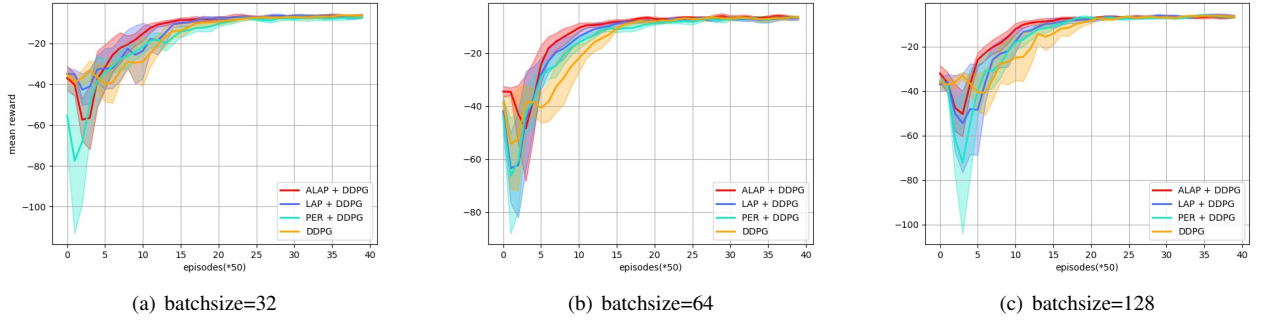 −20
−40
−60
−80
−100
mean reward
0
5
10
15
20
25
30
35
40
episodes(*50)
ALAP + DDPG
LAP + DDPG
PER + DDPG
DDPG
(a) batchsize=32
−20
−40
−60
−80
0
5
10
15
20
25
30
35
40
episodes(*50)
ALAP + DDPG
LAP + DDPG
PER + DDPG
DDPG
(b) batchsize=64
−20
−40
−60
−80
−100
0
5
10
15
20
25
30
35
40
episodes(*50)
ALAP + DDPG
LAP + DDPG
PER + DDPG
DDPG
(c) batchsize=128